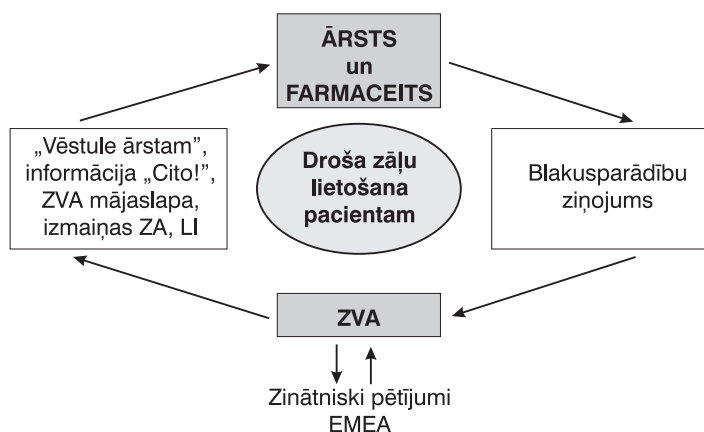 ĀRSTS
un
FARMACEITS
„Vēstule ārstam”,
informācija „Cito!”,
ZVA mājaslapa,
izmaiņas ZA, LI
Droša zāļu
lietošana
pacientam
Blakusparādību
ziņojums
ZVA
Zinātniski pētījumi
EMEA